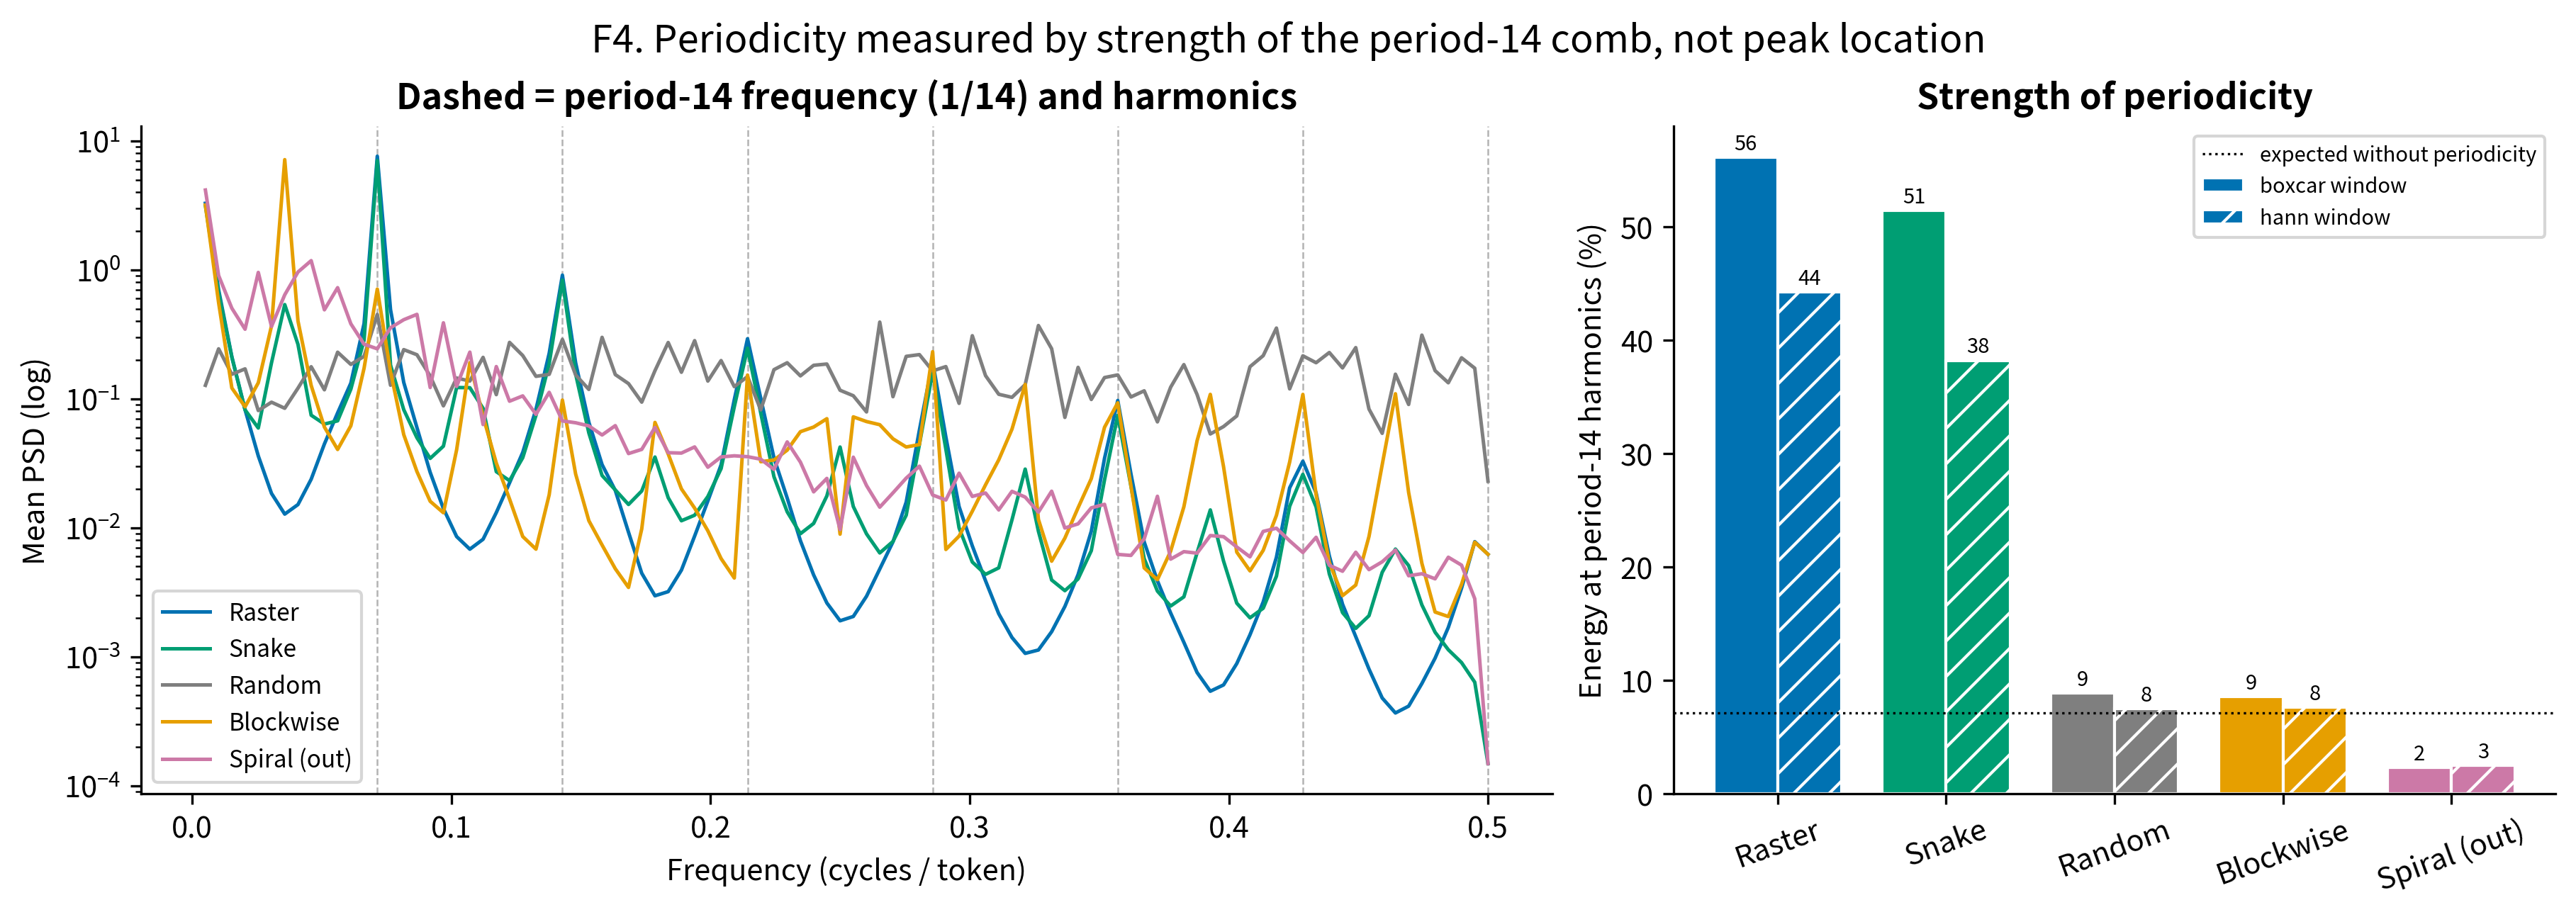 F4. Periodicity measured by strength of the period-14 comb, not peak location
Dashed = period-14 frequency (1/14) and harmonics
Mean PSD (log)
10¹
10⁰
10⁻¹
10⁻²
10⁻³
10⁻⁴
Raster
Snake
Random
Blockwise
Spiral (out)
0.0 0.1 0.2 0.3 0.4 0.5
Frequency (cycles / token)
Strength of periodicity
Energy at period-14 harmonics (%)
50
40
30
20
10
0
expected without periodicity
boxcar window
hann window
56 44 51 38 9 8 9 8 2 3
Raster Snake Random Blockwise Spiral (out)